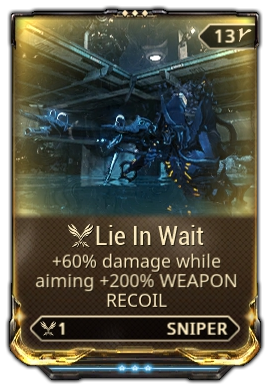 13
Lie In Wait
+60% damage while
aiming +200% WEAPON
RECOIL
1 SNIPER